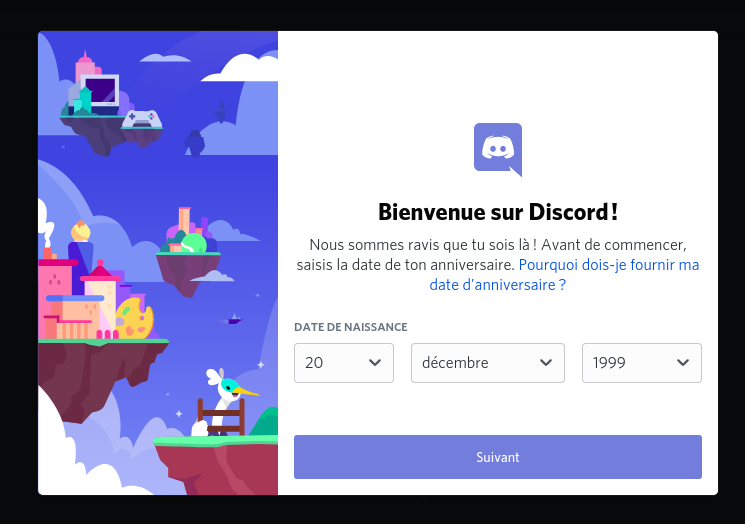 Bienvenue sur Discord !
Nous sommes ravis que tu sois là ! Avant de commencer,
saisis la date de ton anniversaire. Pourquoi dois-je fournir ma
date d'anniversaire ?
DATE DE NAISSANCE
20 décembre 1999
Suivant